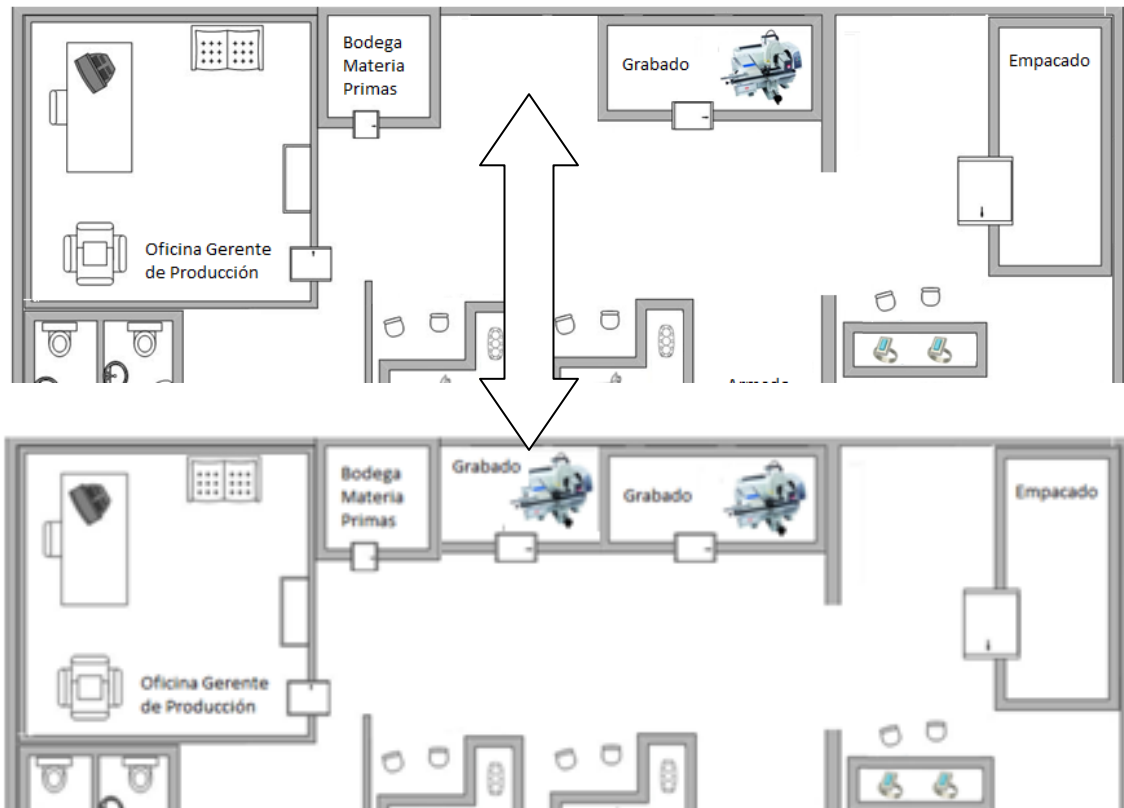 Bodega
Materia
Primas
Grabado
Empacado
Oficina Gerente
de Producción
Bodega
Materia
Primas
Grabado
Grabado
Empacado
Oficina Gerente
de Producción